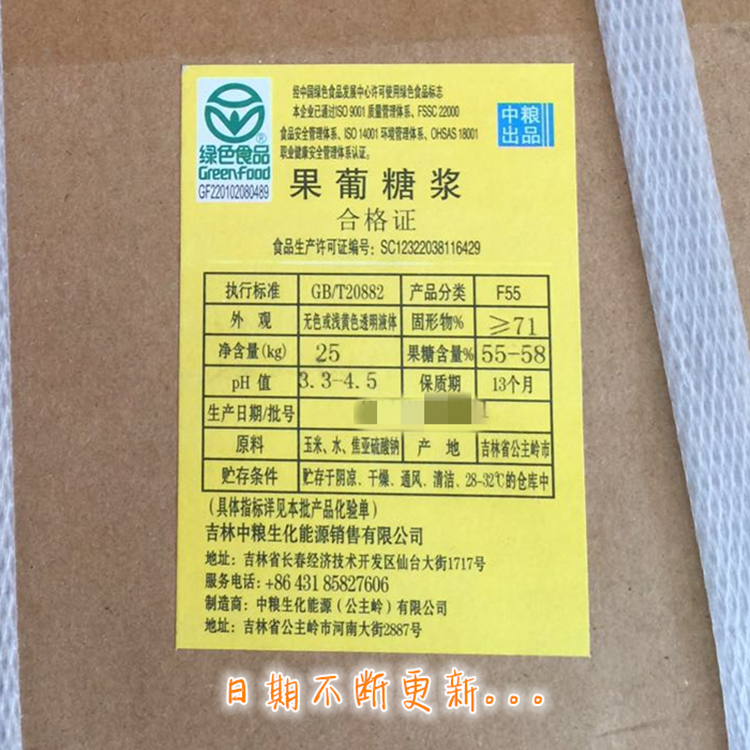 经中国绿色食品发展中心许可使用绿色食品标志
本企业已通过ISO 9001 质量管理体系、FSSC 22000
食品安全管理体系、ISO 14001 环境管理体系、OHSAS 18001
职业健康安全管理体系认证。
绿色食品®
Greenfood
GF220102080489
中粮
出品
果葡糖浆
合格证
食品生产许可证编号: SC12322038116429
执行标准 GB/T20882 产品分类 F55
外观 无色或浅黄色透明液体 固形物% ≥71
净含量(kg) 25 果糖含量% 55-58
pH 值 3.3-4.5 保质期 13个月
生产日期/批号
原料 玉米、水、焦亚硫酸钠 产地 吉林省公主岭市
贮存条件 贮存于阴凉、干燥、通风、清洁、28-32℃的仓库中
(具体指标详见本批产品化验单)
吉林中粮生化能源销售有限公司
地址: 吉林省长春经济技术开发区仙台大街1717号
服务电话: +86 431 85827606
制造商: 中粮生化能源(公主岭)有限公司
地址: 吉林省公主岭市河南大街2887号
日期不断更新...